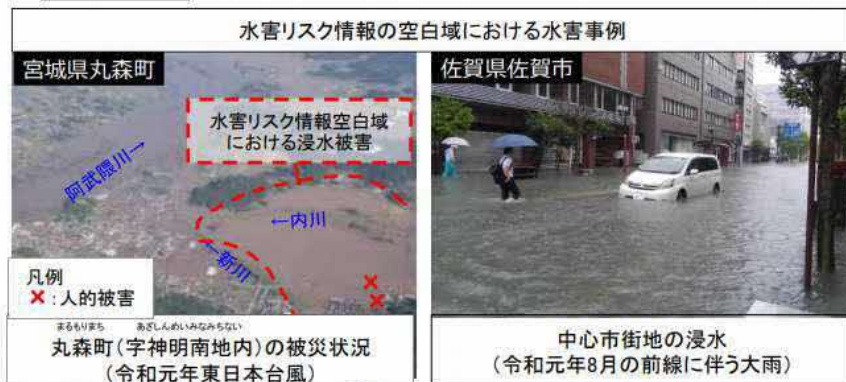 水害リスク情報の空白域における水害事例
宮城県丸森町
水害リスク情報空白域
における浸水被害
阿武隈川→
←内川
←新川
凡例
×:人的被害
まるもりまち あざしんめいみなみちない
丸森町(字神明南地内)の被災状況
(令和元年東日本台風)
佐賀県佐賀市
中心市街地の浸水
(令和元年8月の前線に伴う大雨)